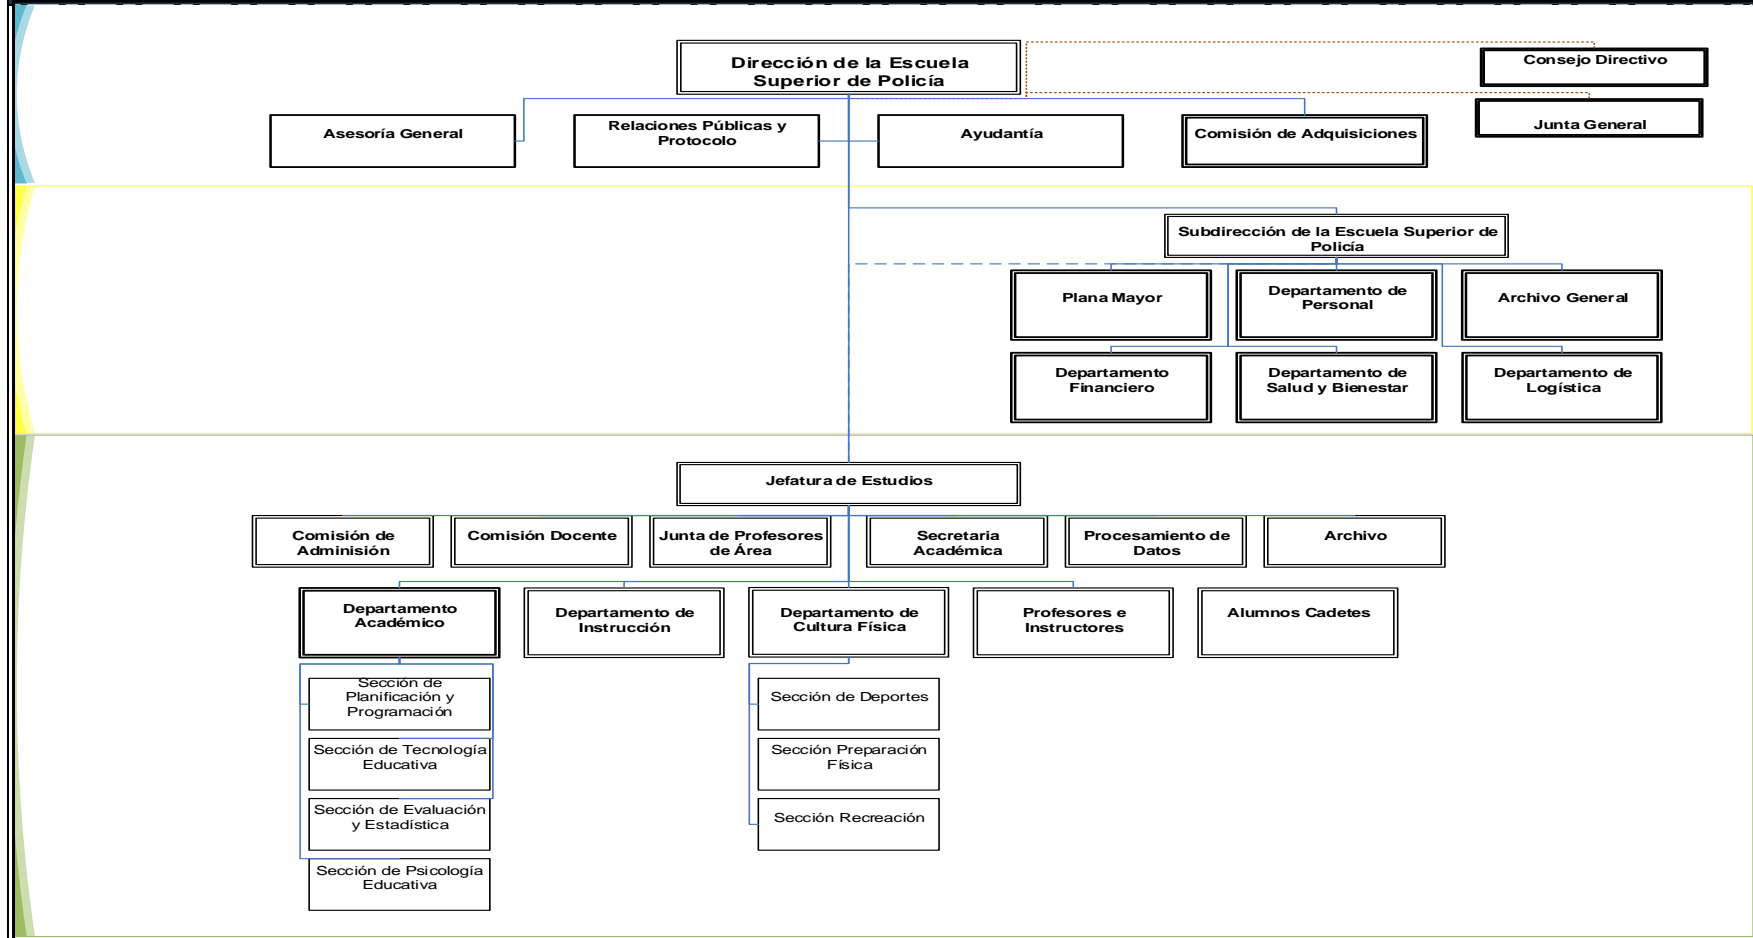 Dirección de la Escuela
Superior de Policía
Consejo Directivo
Junta General
Asesoría General
Relaciones Públicas y
Protocolo
Ayudantía
Comisión de Adquisiciones
Subdirección de la Escuela Superior de
Policía
Plana Mayor
Departamento de
Personal
Archivo General
Departamento
Financiero
Departamento de
Salud y Bienestar
Departamento de
Logística
Jefatura de Estudios
Comisión de
Adminisión
Comisión Docente
Junta de Profesores
de Área
Secretaria
Académica
Procesamiento de
Datos
Archivo
Departamento
Académico
Departamento de
Instrucción
Departamento de
Cultura Física
Profesores e
Instructores
Alumnos Cadetes
Sección de
Planificación y
Programación
Sección de Tecnología
Educativa
Sección de Evaluación
y Estadística
Sección de Psicología
Educativa
Sección de Deportes
Sección Preparación
Física
Sección Recreación